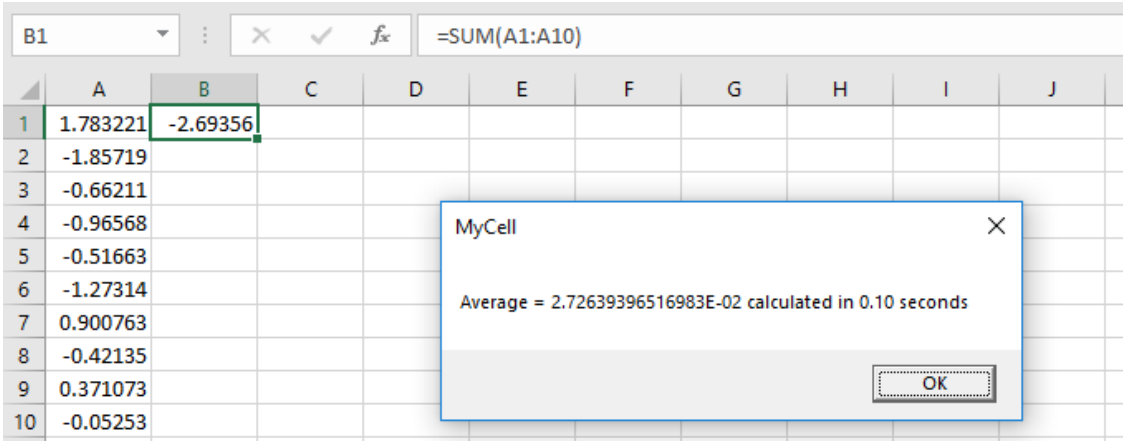 B1 fx =SUM(A1:A10)
A B C D E F G H I J
1 1.783221 -2.69356
2 -1.85719
3 -0.66211
4 -0.96568
5 -0.51663
6 -1.27314
7 0.900763
8 -0.42135
9 0.371073
10 -0.05253
MyCell
Average = 2.72639396516983E-02 calculated in 0.10 seconds
OK